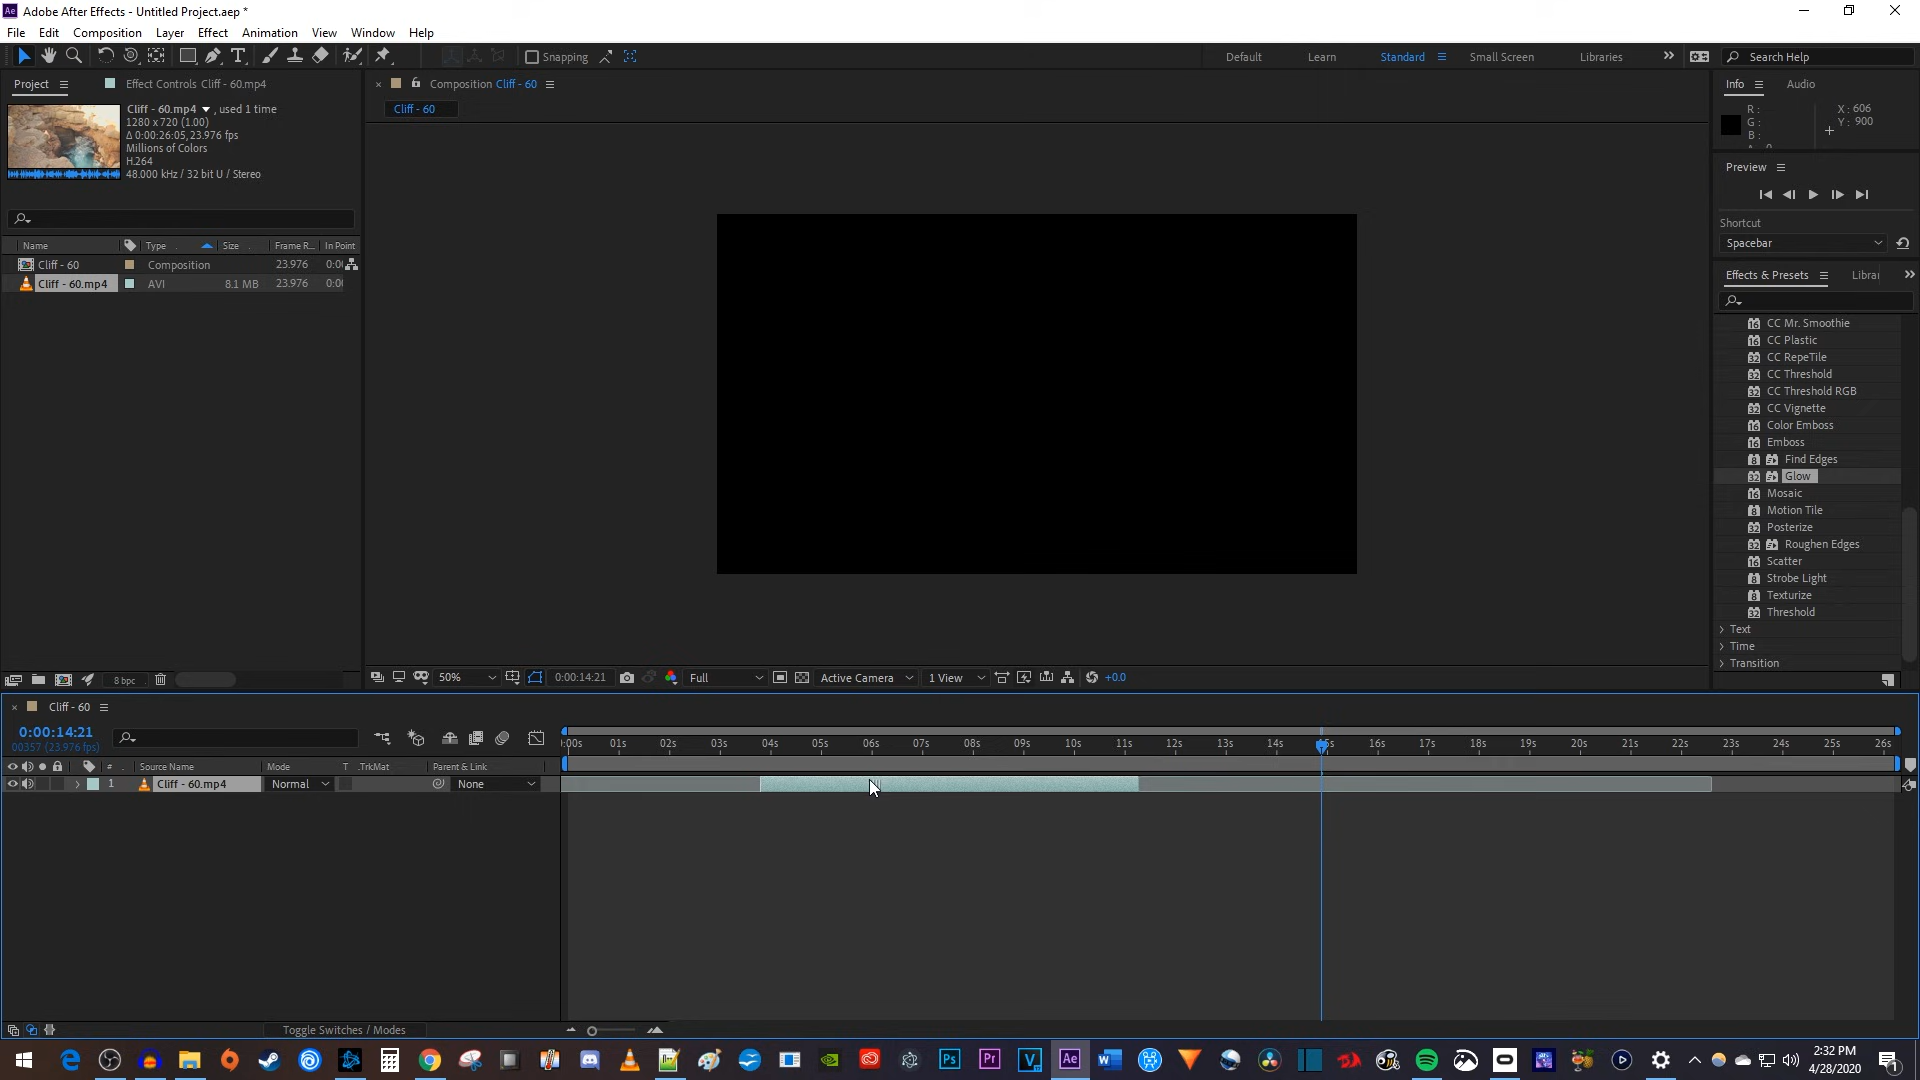 Adobe After Effects - Untitled Project.aep *
File Edit Composition Layer Effect Animation View Window Help
Snapping
Default Learn Standard Small Screen Libraries Search Help
Project Effect Controls Cliff - 60.mp4
Composition Cliff - 60
Cliff - 60
Cliff - 60.mp4 , used 1 time
1280 x 720 (1.00)
Δ 0:00:26:05, 23.976 fps
Millions of Colors
H.264
48.000 kHz / 32 bit U / Stereo
Name Type Size Frame R... In Point
Cliff - 60 Composition 23.976 0:0
Cliff - 60.mp4 AVI 8.1 MB 23.976 0:0
8 bpc
50% 0:00:14:21 Full Active Camera 1 View +0.0
Info Audio
R :
G :
B :
X : 606
Y : 900
Preview
Shortcut
Spacebar
Effects & Presets Librar
CC Mr. Smoothie
CC Plastic
CC RepeTile
CC Threshold
CC Threshold RGB
CC Vignette
Color Emboss
Emboss
Find Edges
Glow
Mosaic
Motion Tile
Posterize
Roughen Edges
Scatter
Strobe Light
Texturize
Threshold
Text
Time
Transition
Cliff - 60
0:00:14:21
00357 (23.976 fps)
:00s 01s 02s 03s 04s 05s 06s 07s 08s 09s 10s 11s 12s 13s 14s 15s 16s 17s 18s 19s 20s 21s 22s 23s 24s 25s 26s
# Source Name Mode T .TrkMat Parent & Link
1 Cliff - 60.mp4 Normal None
Toggle Switches / Modes
2:32 PM
4/28/2020